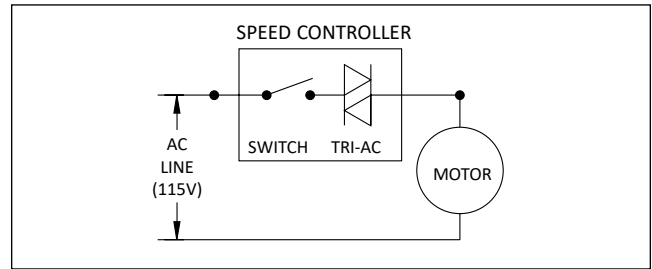 SPEED CONTROLLER
SWITCH TRI-AC
AC
LINE
(115V)
MOTOR